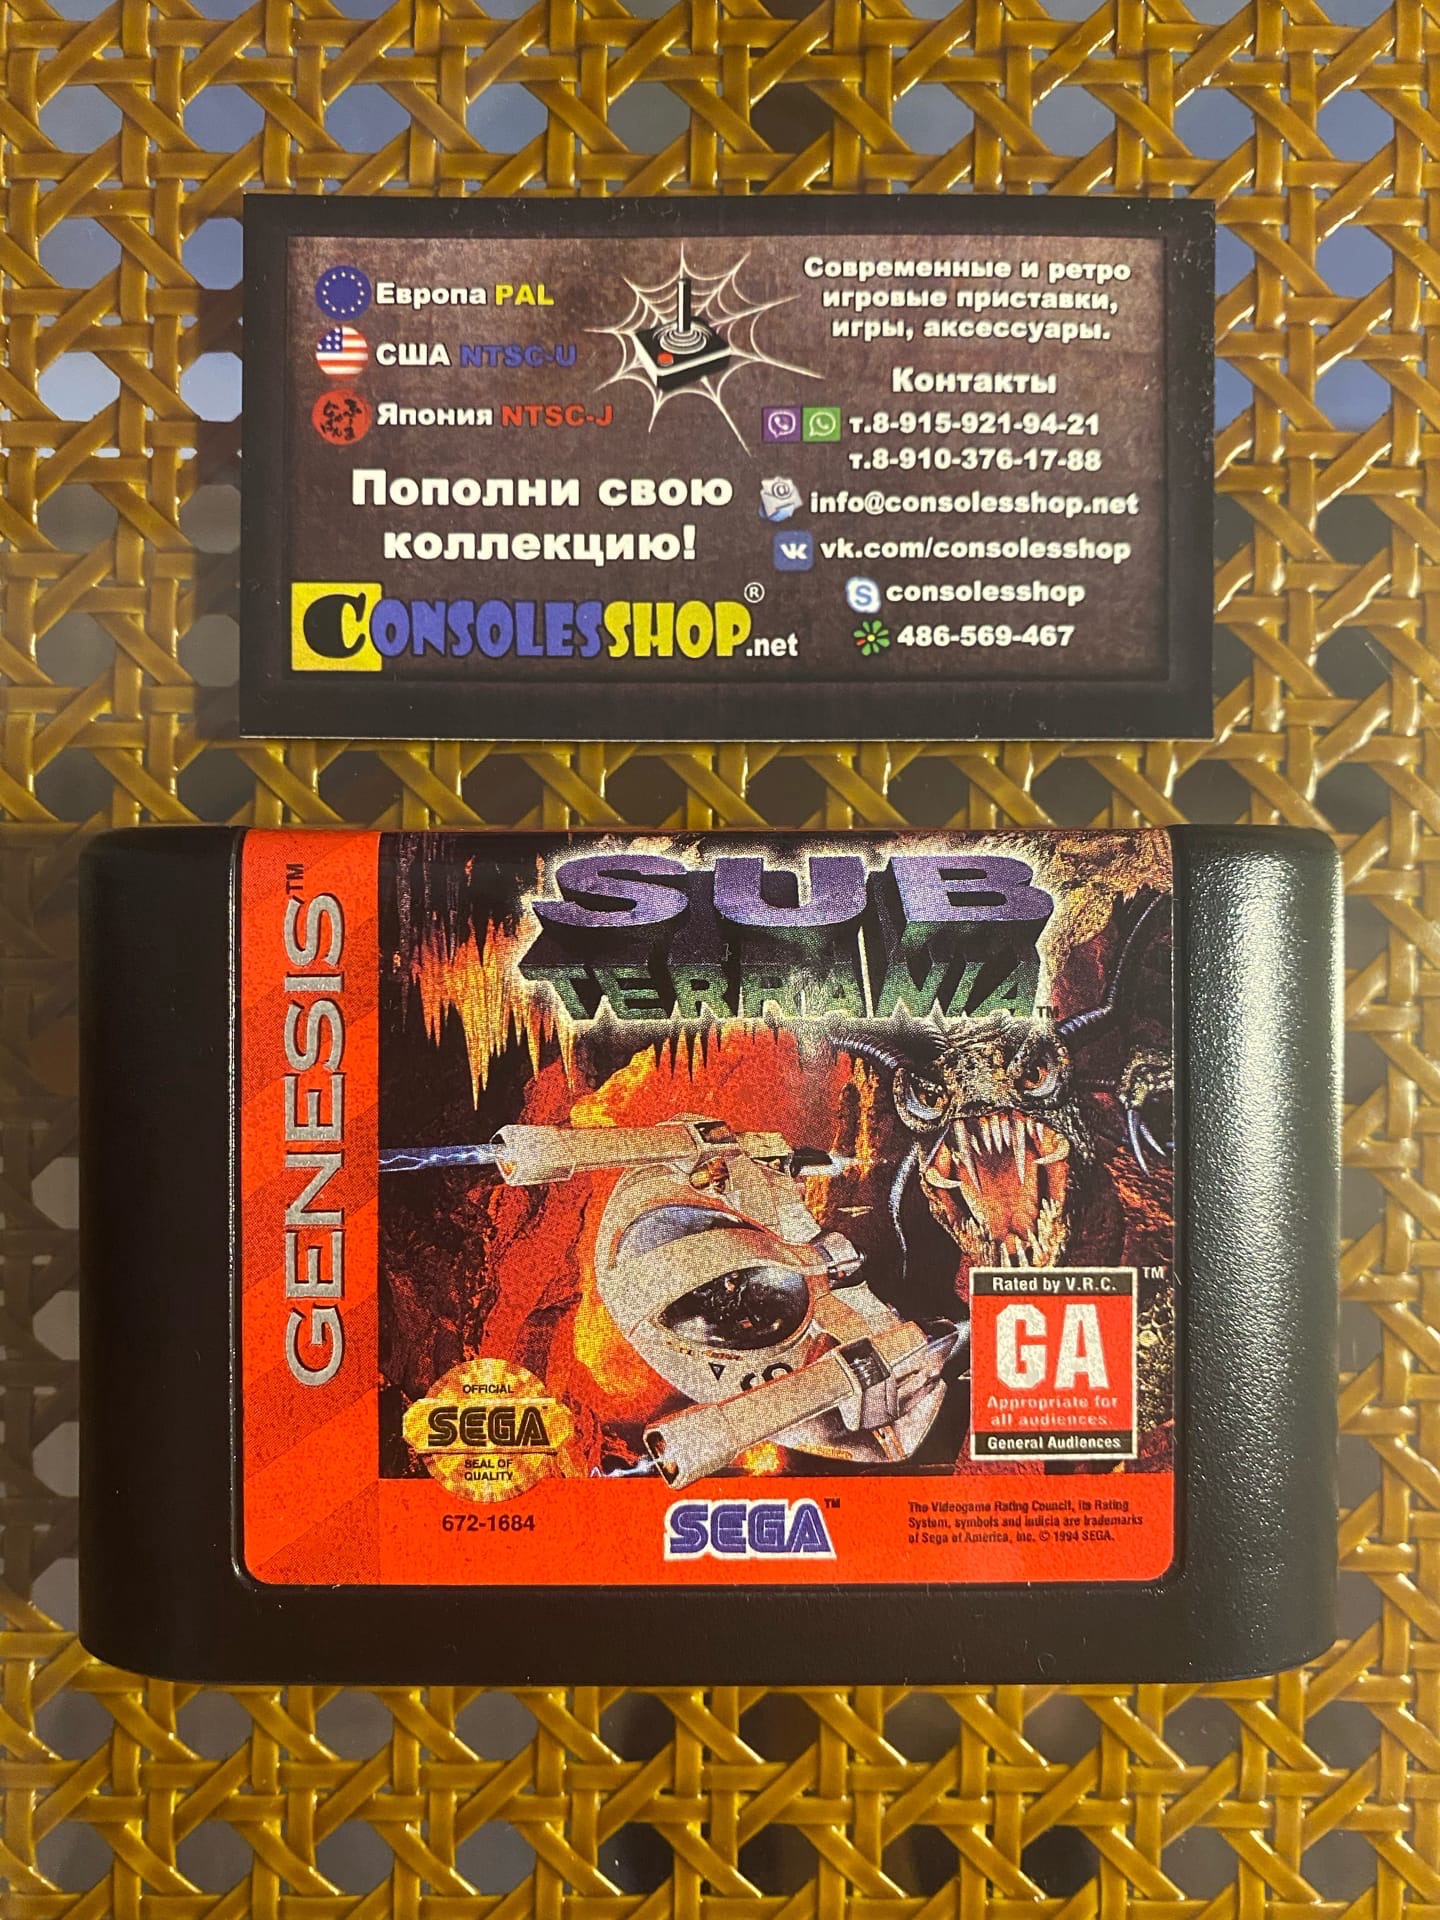 Европа PAL
США NTSC-U
Япония NTSC-J
Пополни свою
коллекцию!
CONSOLESSHOP®.net
Современные и ретро
игровые приставки,
игры, аксессуары.
Контакты
т.8-915-921-94-21
т.8-910-376-17-88
info@consolesshop.net
vk.com/consolesshop
consolesshop
486-569-467
GENESIS™
SUB
TERRANIA™
Rated by V.R.C. ™
GA
Appropriate for
all audiences.
General Audiences
OFFICIAL
SEGA™
SEAL OF
QUALITY
672-1684
SEGA™
The Videogame Rating Council, its Rating
System, symbols and indicia are trademarks
of Sega of America, Inc. © 1994 SEGA.